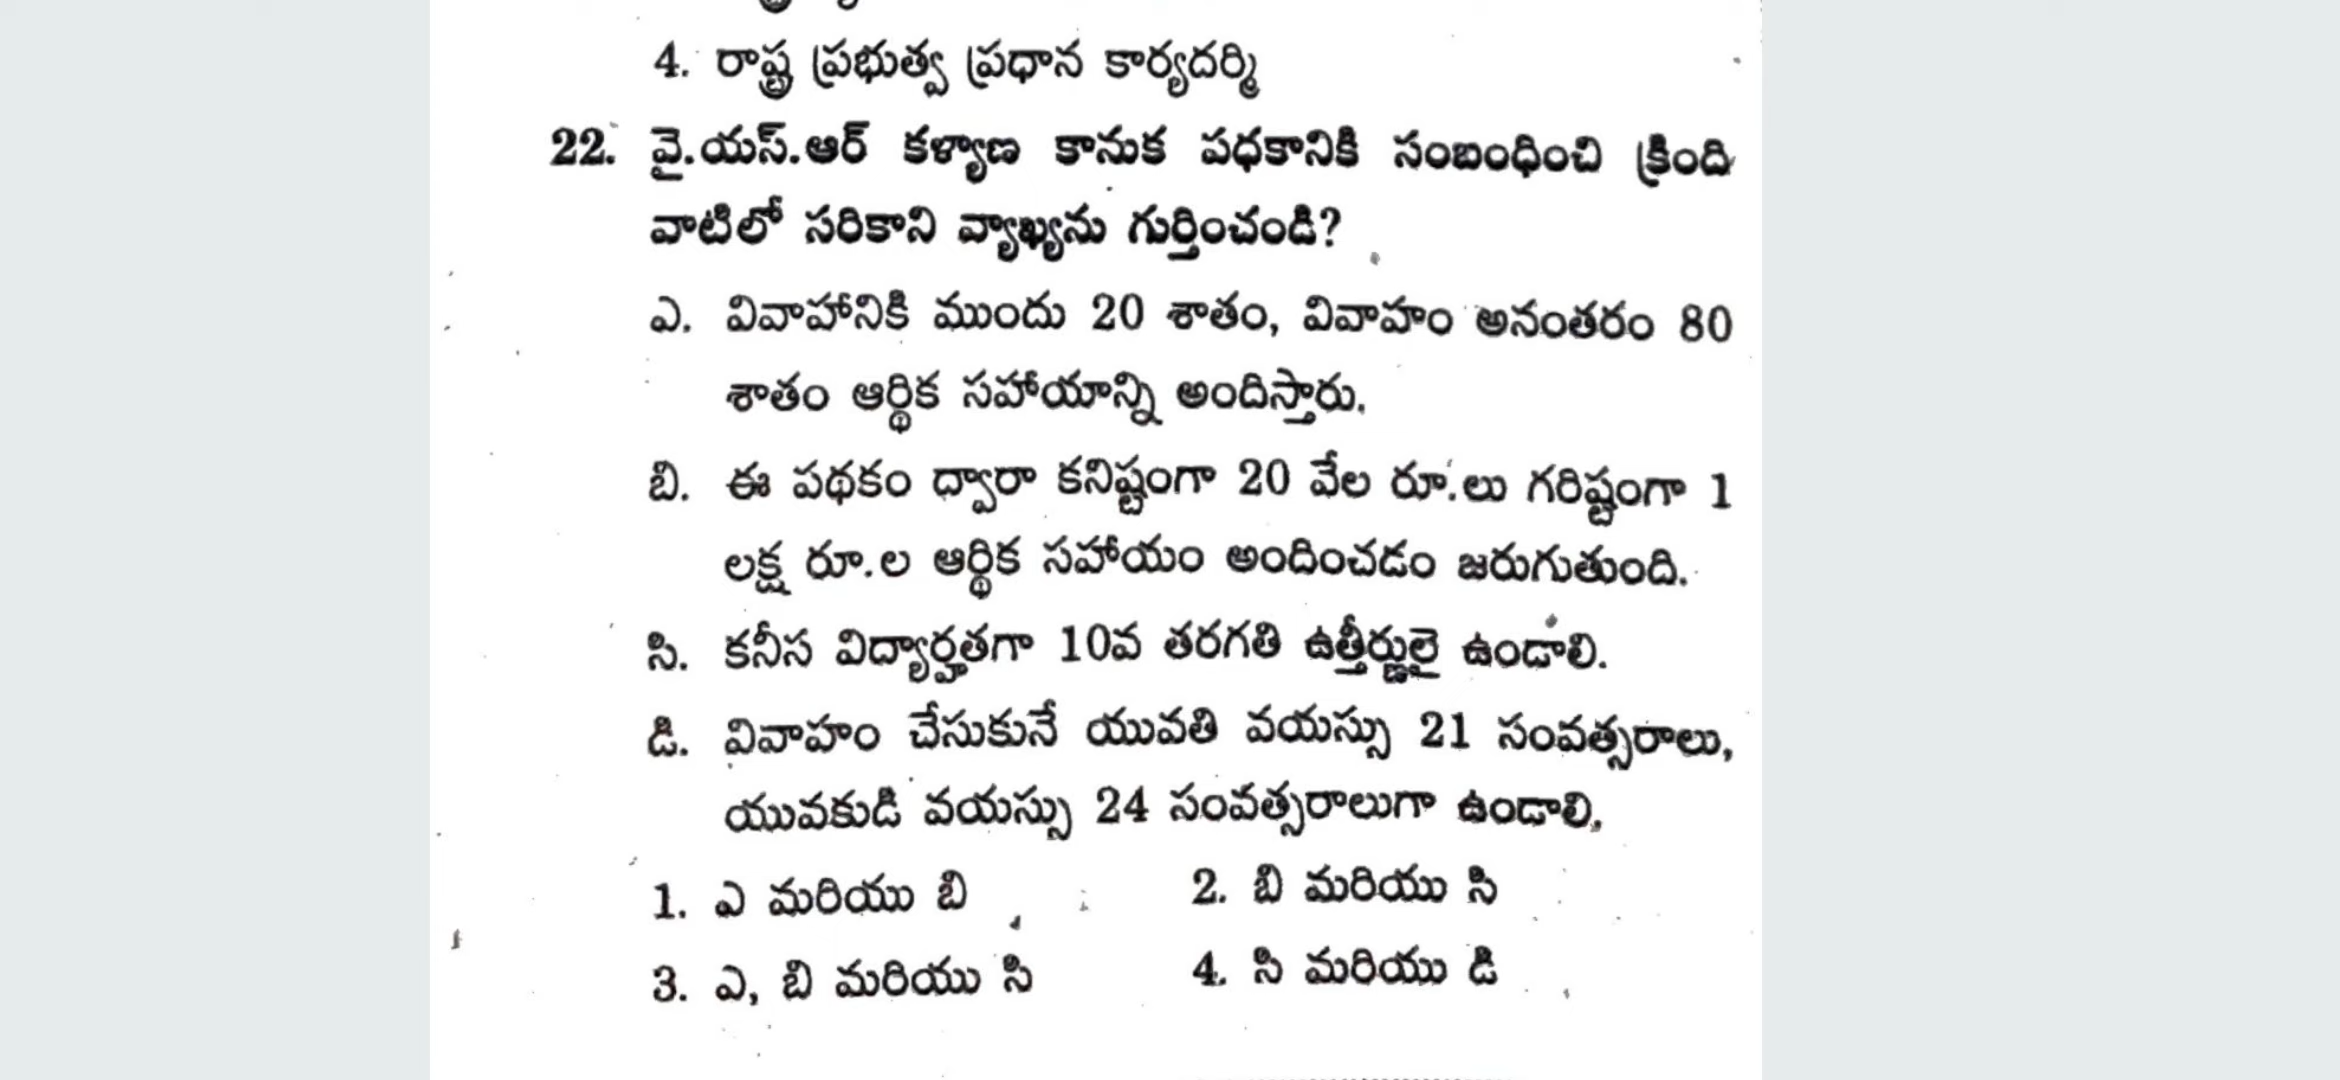 4. రాష్ట్ర ప్రభుత్వ ప్రధాన కార్యదర్శి
22. వై.యస్.ఆర్ కళ్యాణ కానుక పధకానికి సంబంధించి క్రింది
వాటిలో సరికాని వ్యాఖ్యను గుర్తించండి?
ఎ. వివాహానికి ముందు 20 శాతం, వివాహం అనంతరం 80
శాతం ఆర్థిక సహాయాన్ని అందిస్తారు.
బి. ఈ పథకం ద్వారా కనిష్టంగా 20 వేల రూ.లు గరిష్టంగా 1
లక్ష రూ.ల ఆర్థిక సహాయం అందించడం జరుగుతుంది.
సి. కనీస విద్యార్హతగా 10వ తరగతి ఉత్తీర్ణులై ఉండాలి.
డి. వివాహం చేసుకునే యువతి వయస్సు 21 సంవత్సరాలు,
యువకుడి వయస్సు 24 సంవత్సరాలుగా ఉండాలి.
1. ఎ మరియు బి 2. బి మరియు సి
3. ఎ, బి మరియు సి 4. సి మరియు డి